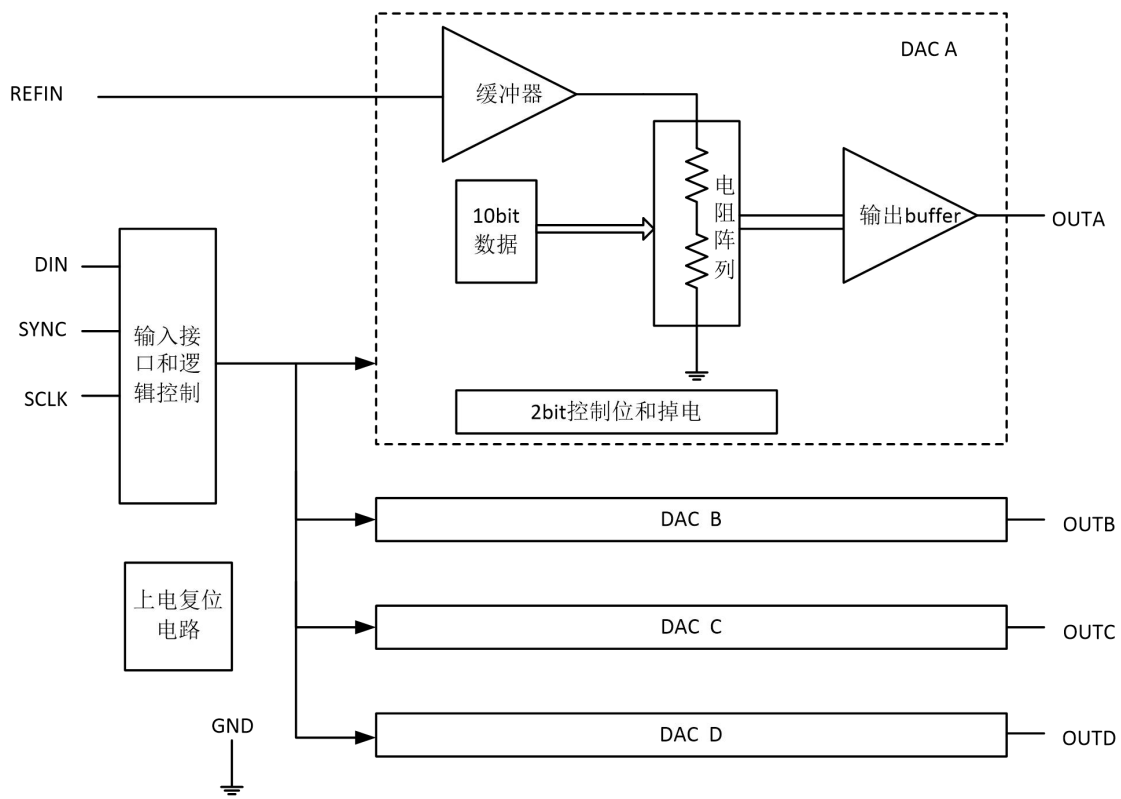 DAC A
REFIN
缓冲器
10bit
数据
电
阻
阵
列
输出buffer
OUTA
DIN
SYNC
SCLK
输入接
口和逻
辑控制
2bit控制位和掉电
DAC B
OUTB
上电复位
电路
DAC C
OUTC
GND
DAC D
OUTD